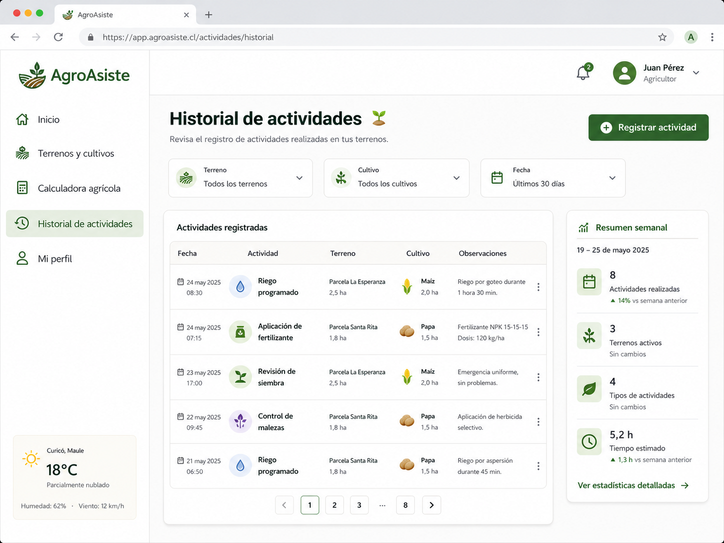 AgroAsiste
https://app.agroasiste.cl/actividades/historial
A
AgroAsiste
2
Juan Pérez
Agricultor
Inicio
Terrenos y cultivos
Calculadora agrícola
Historial de actividades
Mi perfil
Curicó, Maule
18°C
Parcialmente nublado
Humedad: 62% • Viento: 12 km/h
Historial de actividades
Revisa el registro de actividades realizadas en tus terrenos.
Registrar actividad
Terreno
Todos los terrenos
Cultivo
Todos los cultivos
Fecha
Últimos 30 días
Actividades registradas
Fecha Actividad Terreno Cultivo Observaciones
24 may 2025 Riego Parcela La Esperanza Maíz Riego por goteo durante
08:30 programado 2,5 ha 2,0 ha 1 hora 30 min.
24 may 2025 Aplicación de Parcela Santa Rita Papa Fertilizante NPK 15-15-15
07:15 fertilizante 1,8 ha 1,5 ha Dosis: 120 kg/ha
23 may 2025 Revisión de Parcela La Esperanza Maíz Emergencia uniforme,
17:00 siembra 2,5 ha 2,0 ha sin problemas.
22 may 2025 Control de Parcela Santa Rita Papa Aplicación de herbicida
09:45 malezas 1,8 ha 1,5 ha selectivo.
21 may 2025 Riego Parcela Santa Rita Papa Riego por aspersión
06:50 programado 1,8 ha 1,5 ha durante 45 min.
1 2 3 ... 8
Resumen semanal
19 – 25 de mayo 2025
8
Actividades realizadas
▲ 14% vs semana anterior
3
Terrenos activos
Sin cambios
4
Tipos de actividades
Sin cambios
5,2 h
Tiempo estimado
▲ 1,3 h vs semana anterior
Ver estadísticas detalladas →